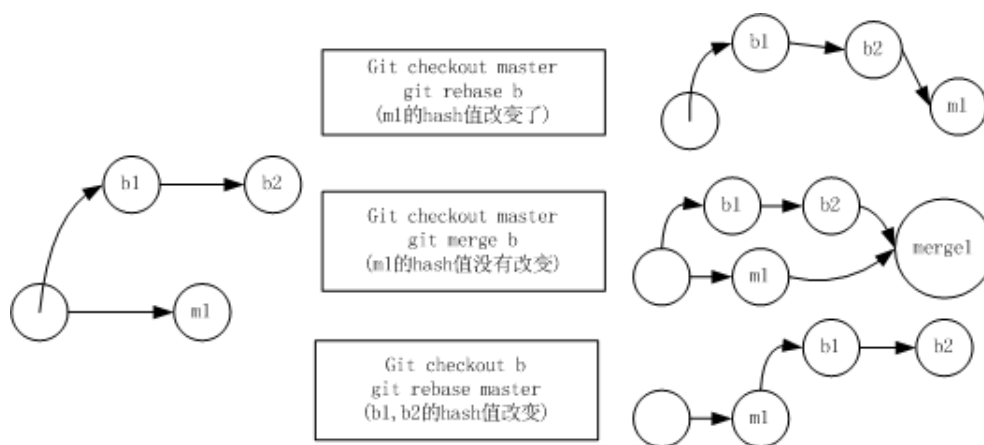 b1
b2
m1
Git checkout master
git rebase b
(m1的hash值改变了)
b1
b2
m1
Git checkout master
git merge b
(m1的hash值没有改变)
b1
b2
m1
merge1
Git checkout b
git rebase master
(b1,b2的hash值改变)
b1
b2
m1